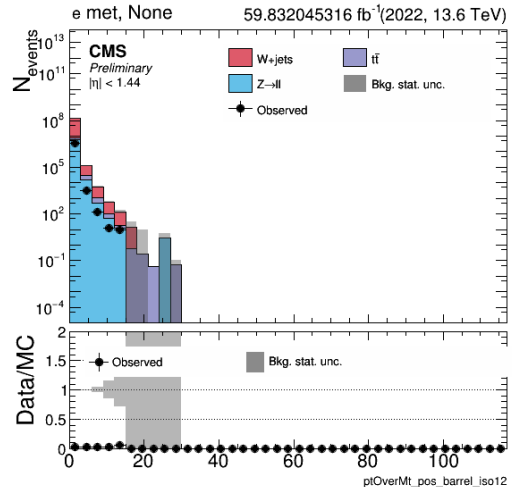 e met, None 59.832045316 fb⁻¹(2022, 13.6 TeV)
N_events
10¹³
10¹¹
10⁸
10⁵
10²
10⁻¹
10⁻⁴
CMS
Preliminary
|η| < 1.44
W+jets tt̄
Z→ll Bkg. stat. unc.
Observed
Data/MC
2
1.5
1
0.5
0
Observed Bkg. stat. unc.
0 20 40 60 80 100
ptOverMt_pos_barrel_iso12